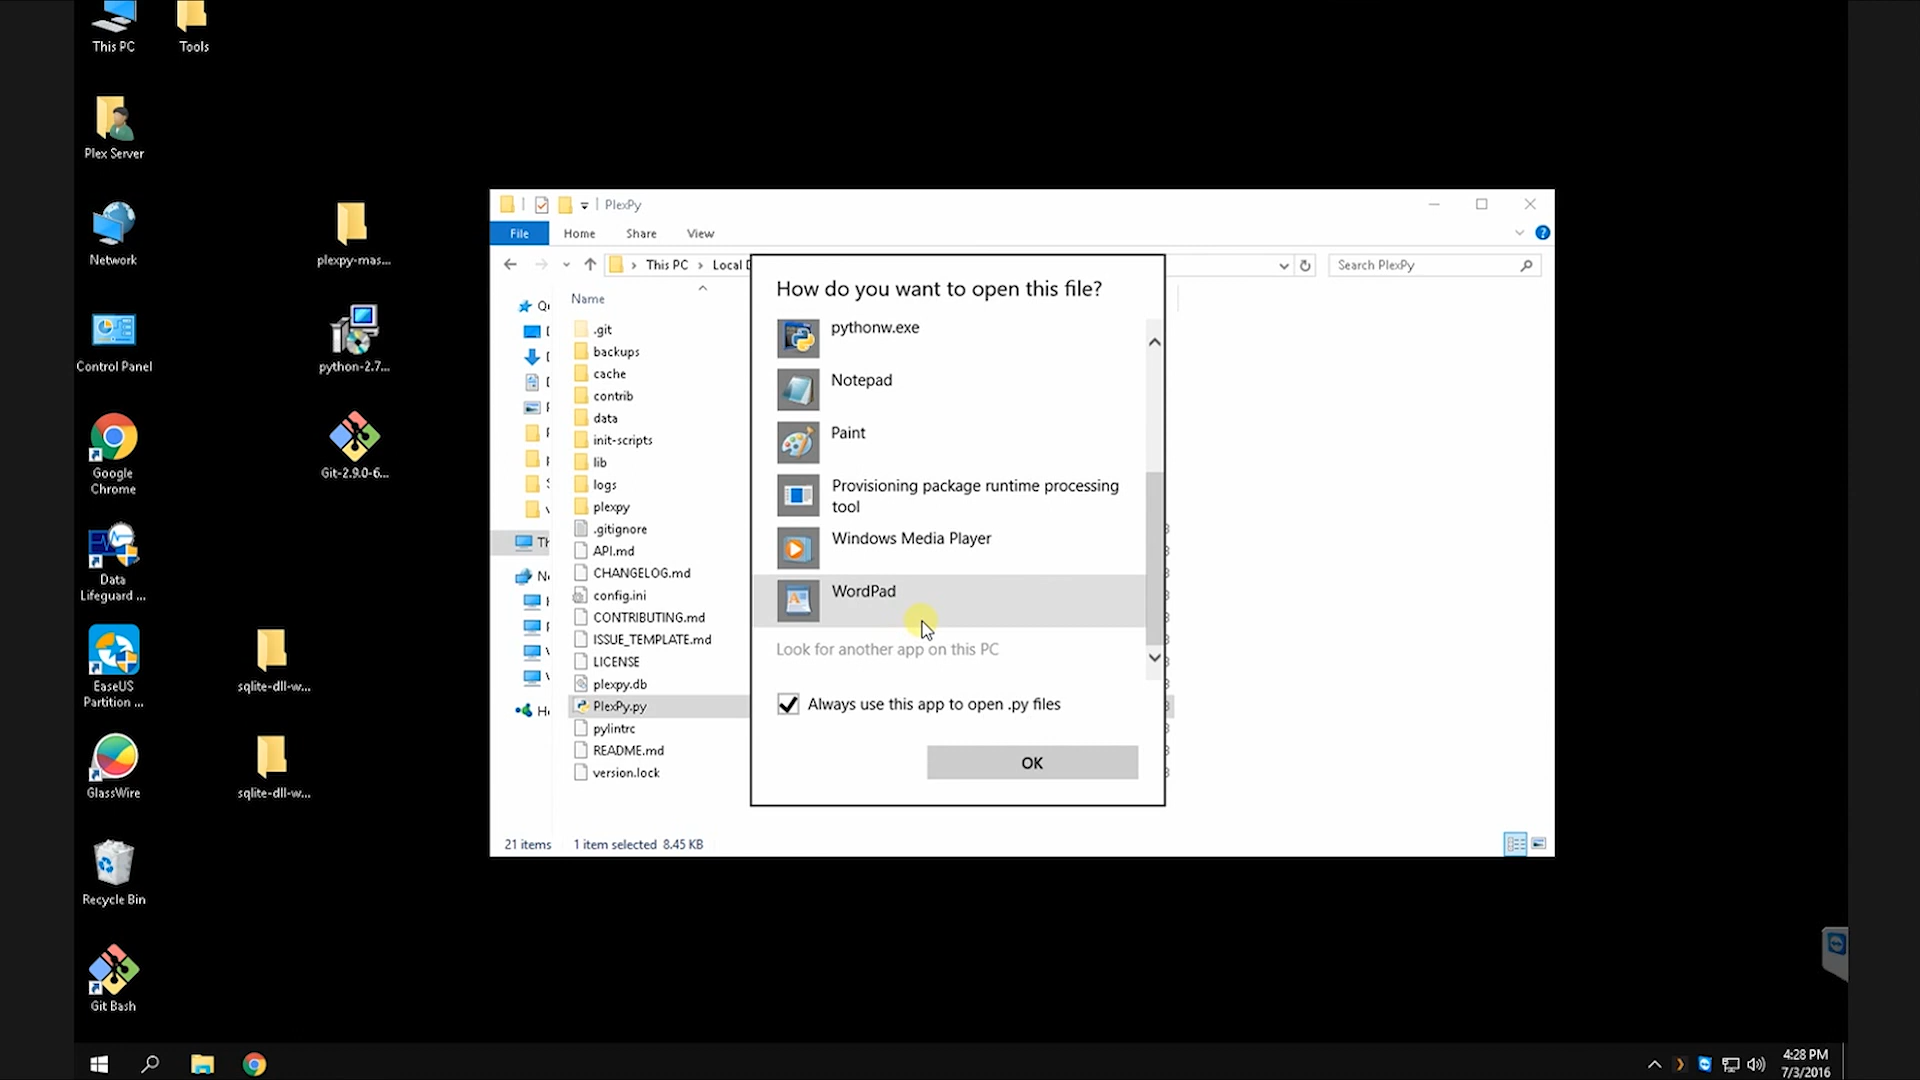 This PC
Tools
Plex Server
Network
plexpy-mas...
Control Panel
python-2.7...
Google
Chrome
Git-2.9.0-6...
Data
Lifeguard ...
EaseUS
Partition ...
sqlite-dll-w...
GlassWire
sqlite-dll-w...
Recycle Bin
Git Bash
PlexPy
File
Home
Share
View
This PC
Local
Search PlexPy
Name
.git
backups
cache
contrib
data
init-scripts
lib
logs
plexpy
.gitignore
API.md
CHANGELOG.md
config.ini
CONTRIBUTING.md
ISSUE_TEMPLATE.md
LICENSE
plexpy.db
PlexPy.py
pylintrc
README.md
version.lock
21 items
1 item selected 8.45 KB
How do you want to open this file?
pythonw.exe
Notepad
Paint
Provisioning package runtime processing
tool
Windows Media Player
WordPad
Look for another app on this PC
Always use this app to open .py files
OK
4:28 PM
7/3/2016